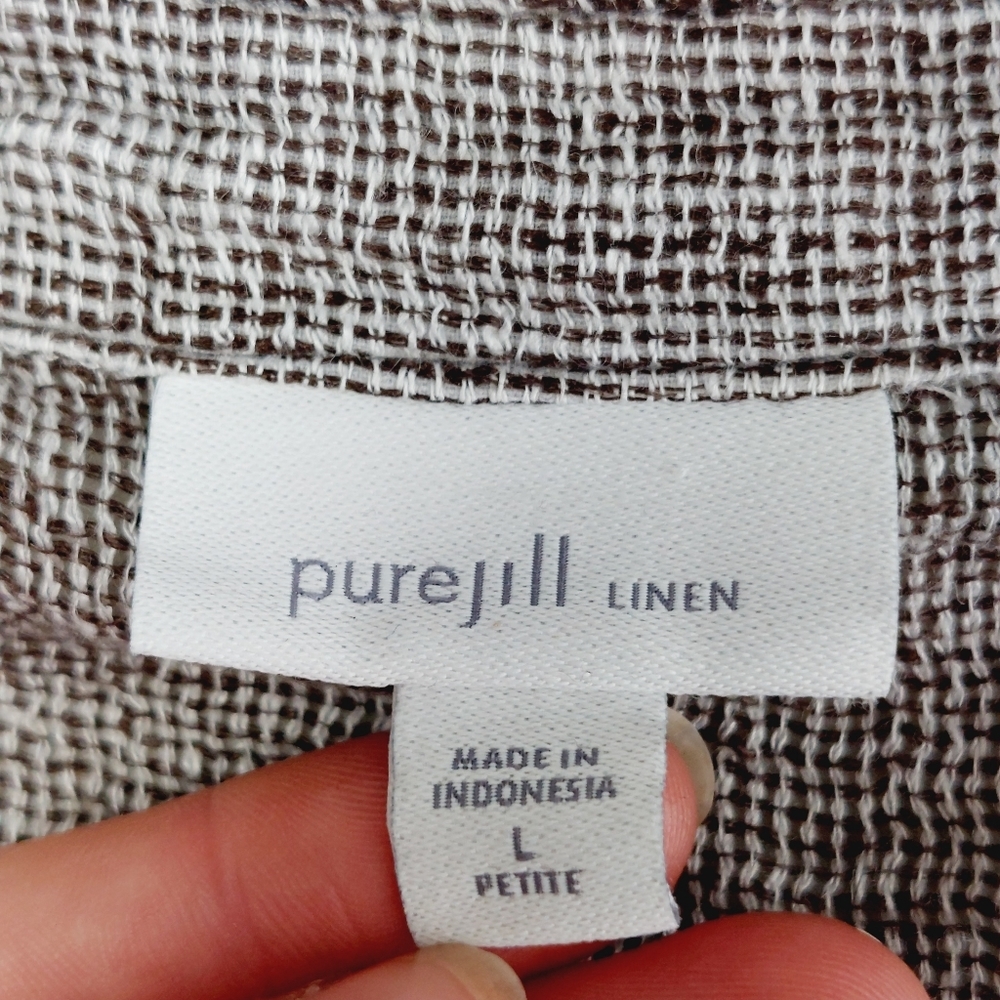 purejill LINEN
MADE IN
INDONESIA
L
PETITE